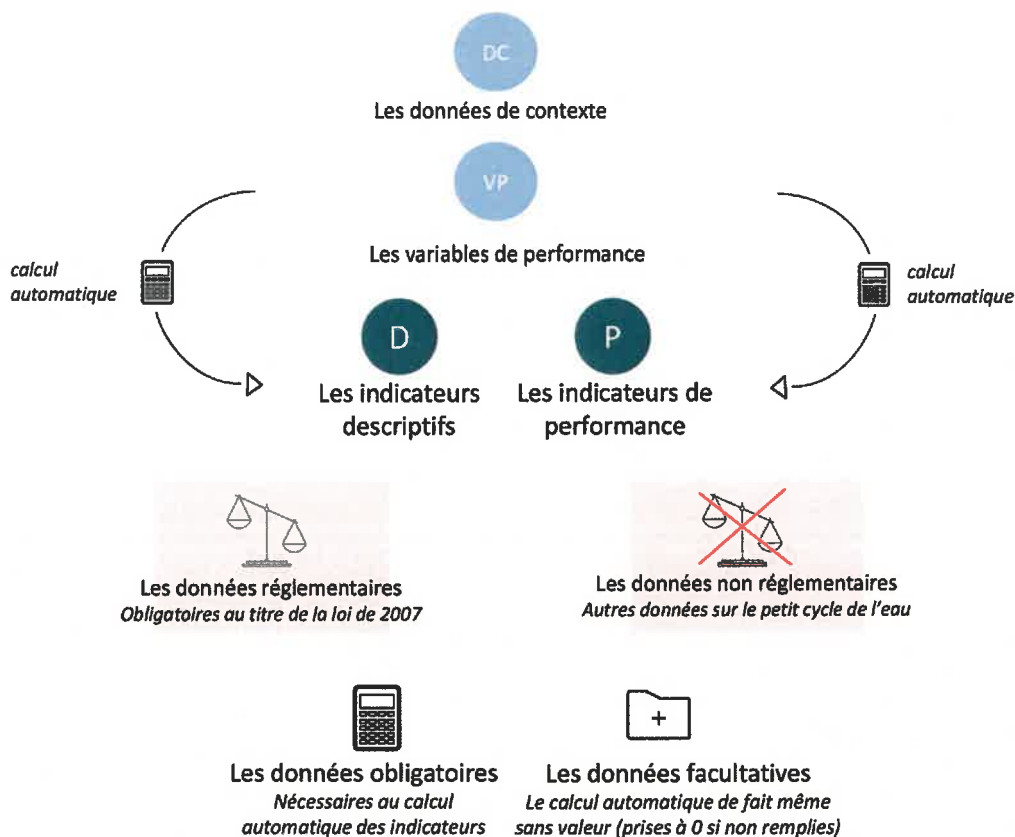 DC
Les données de contexte
VP
Les variables de performance
calcul
automatique
calcul
automatique
D
P
Les indicateurs
descriptifs
Les indicateurs de
performance
Les données réglementaires
Obligatoires au titre de la loi de 2007
Les données non réglementaires
Autres données sur le petit cycle de l'eau
Les données obligatoires
Nécessaires au calcul
automatique des indicateurs
Les données facultatives
Le calcul automatique de fait même
sans valeur (prises à 0 si non remplies)